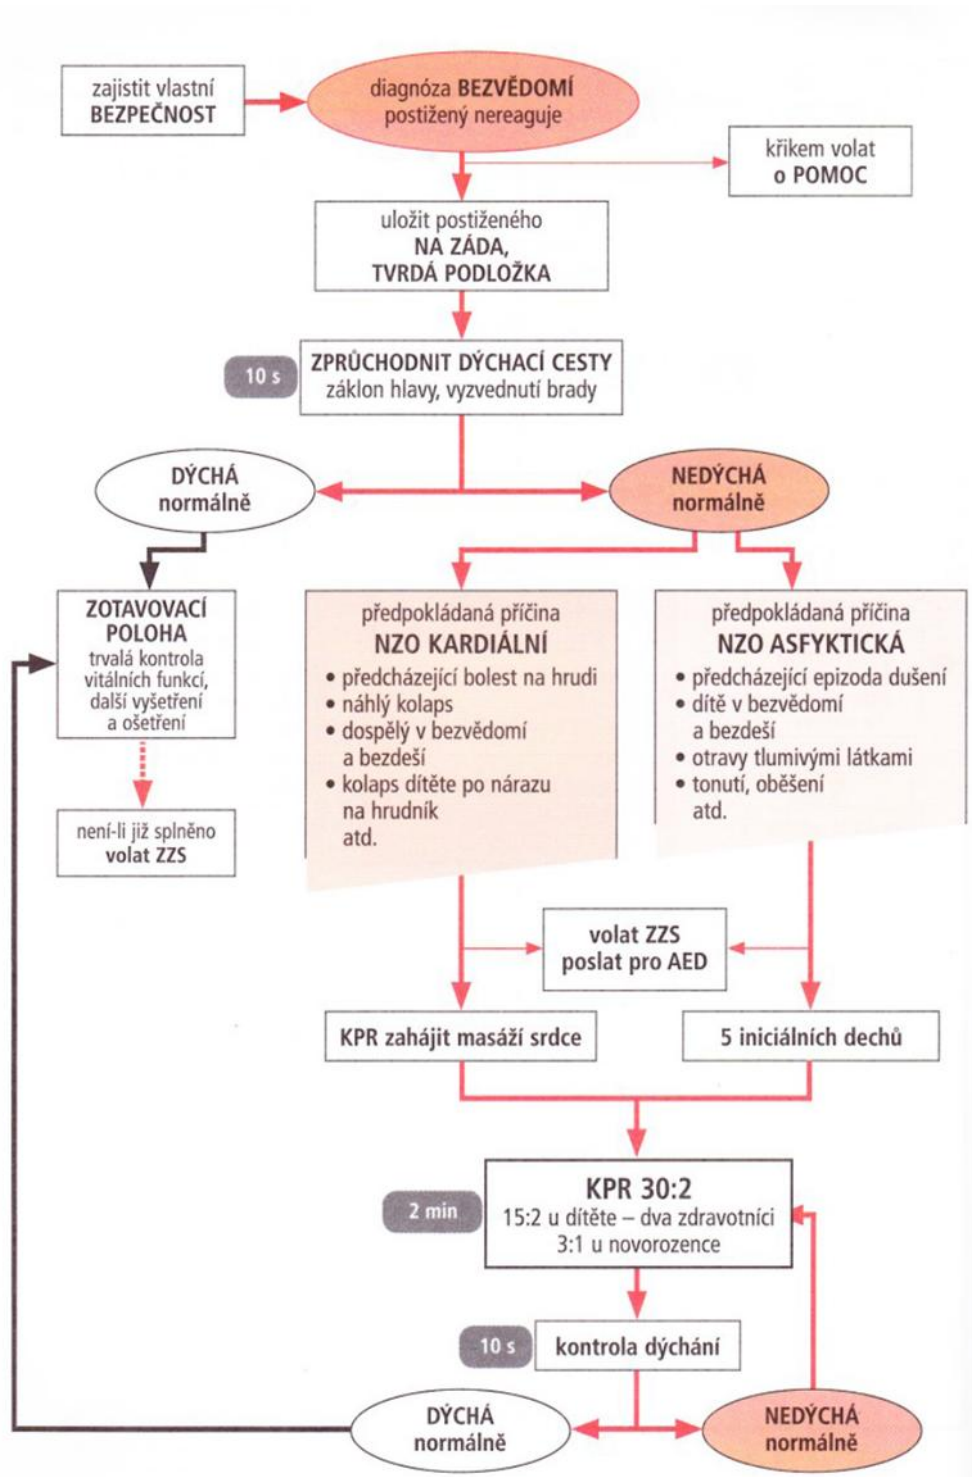 zajistit vlastní
BEZPEČNOST
diagnóza BEZVĚDOMÍ
postižený nereaguje
křikem volat
o POMOC
uložit postiženého
NA ZÁDA,
TVRDÁ PODLOŽKA
10 s
ZPRŮCHODNIT DÝCHACÍ CESTY
záklon hlavy, vyzvednutí brady
DÝCHÁ
normálně
NEDÝCHÁ
normálně
ZOTAVOVACÍ
POLOHA
trvalá kontrola
vitálních funkcí,
další vyšetření
a ošetření
není-li již splněno
volat ZZS
předpokládaná příčina
NZO KARDIÁLNÍ
• předcházející bolest na hrudi
• náhlý kolaps
• dospělý v bezvědomí
a bezdeší
• kolaps dítěte po nárazu
na hrudník
atd.
předpokládaná příčina
NZO ASFYKTICKÁ
• předcházející epizoda dušení
• dítě v bezvědomí
a bezdeší
• otravy tlumivými látkami
• tonutí, oběšení
atd.
volat ZZS
poslat pro AED
KPR zahájit masáží srdce
5 iniciálních dechů
2 min
KPR 30:2
15:2 u dítěte – dva zdravotníci
3:1 u novorozence
10 s
kontrola dýchání
DÝCHÁ
normálně
NEDÝCHÁ
normálně